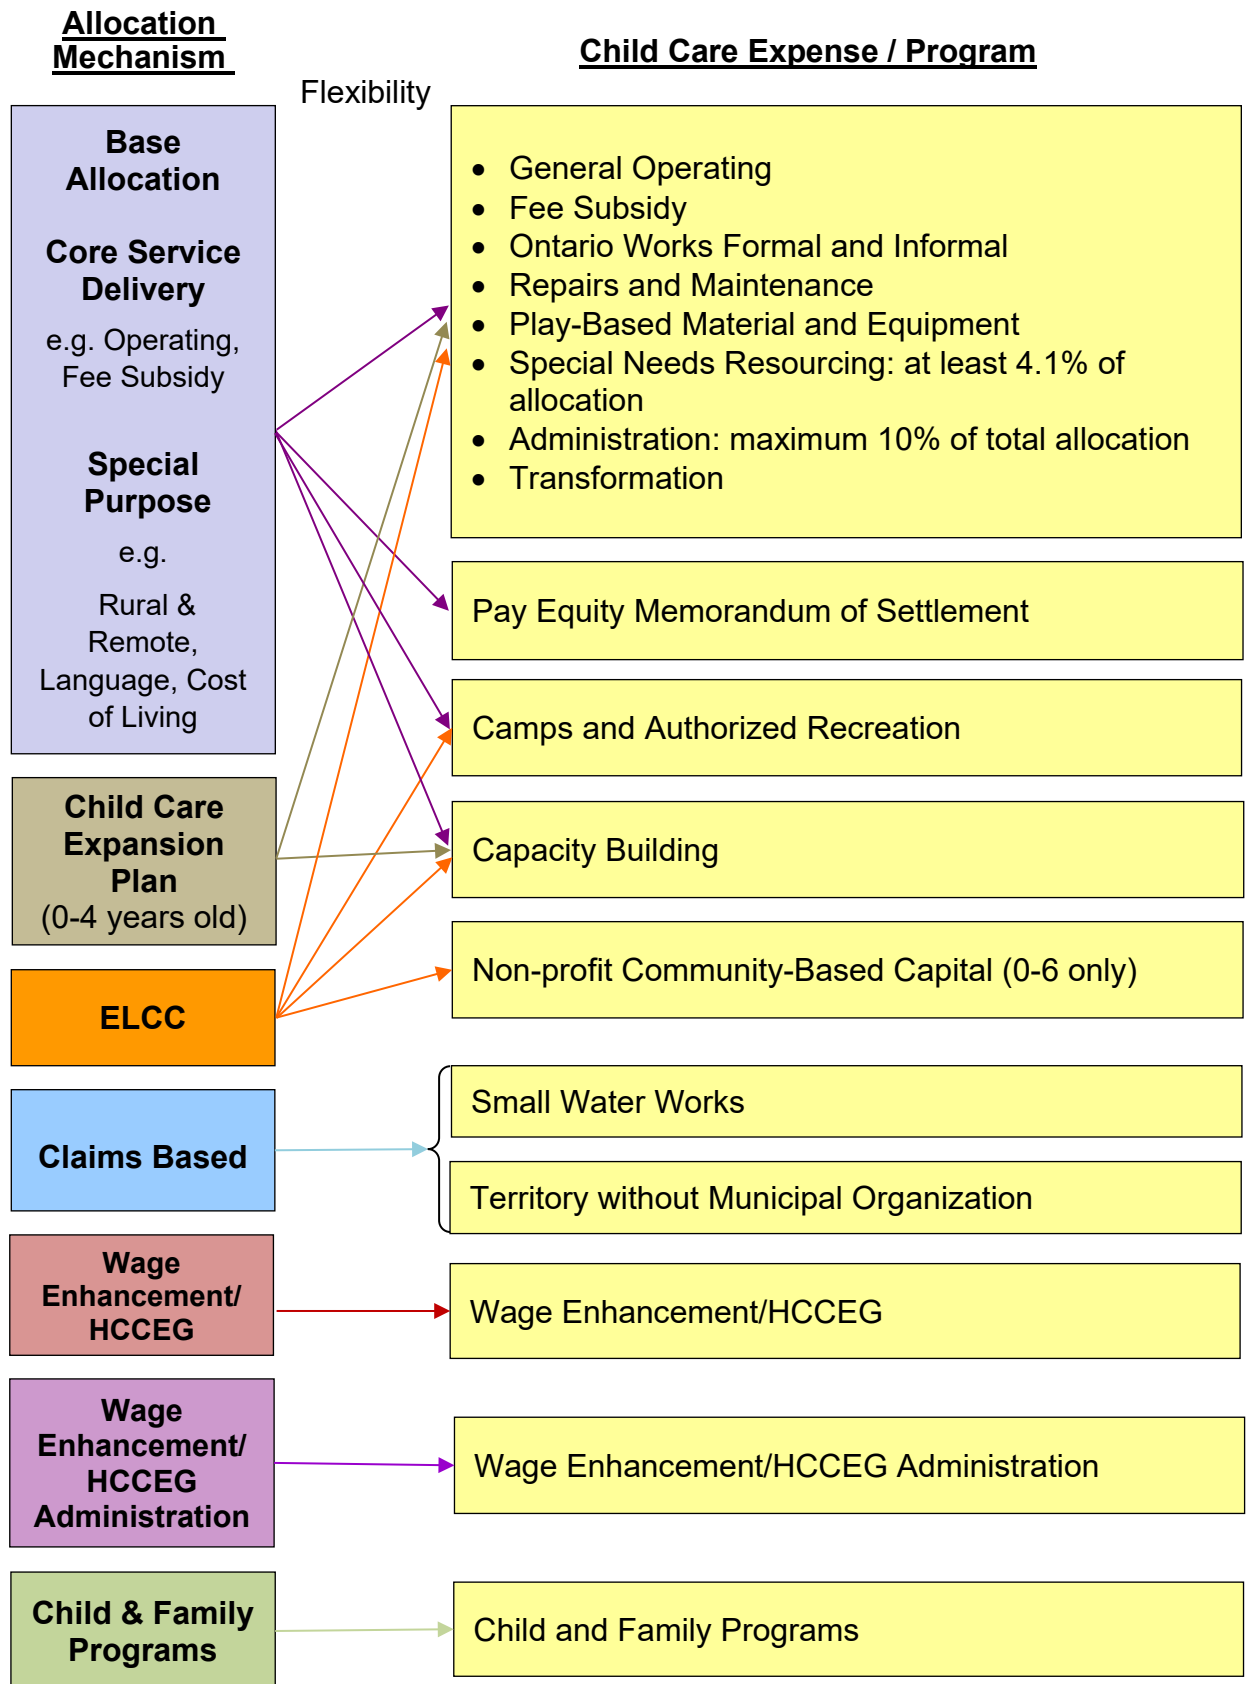 Allocation
Mechanism
Child Care Expense / Program
Flexibility
Base
Allocation
Core Service
Delivery
e.g. Operating,
Fee Subsidy
Special
Purpose
e.g.
Rural &
Remote,
Language, Cost
of Living
• General Operating
• Fee Subsidy
• Ontario Works Formal and Informal
• Repairs and Maintenance
• Play-Based Material and Equipment
• Special Needs Resourcing: at least 4.1% of
allocation
• Administration: maximum 10% of total allocation
• Transformation
Pay Equity Memorandum of Settlement
Camps and Authorized Recreation
Child Care
Expansion
Plan
(0-4 years old)
Capacity Building
ELCC
Non-profit Community-Based Capital (0-6 only)
Claims Based
Small Water Works
Territory without Municipal Organization
Wage
Enhancement/
HCCEG
Wage Enhancement/HCCEG
Wage
Enhancement/
HCCEG
Administration
Wage Enhancement/HCCEG Administration
Child & Family
Programs
Child and Family Programs